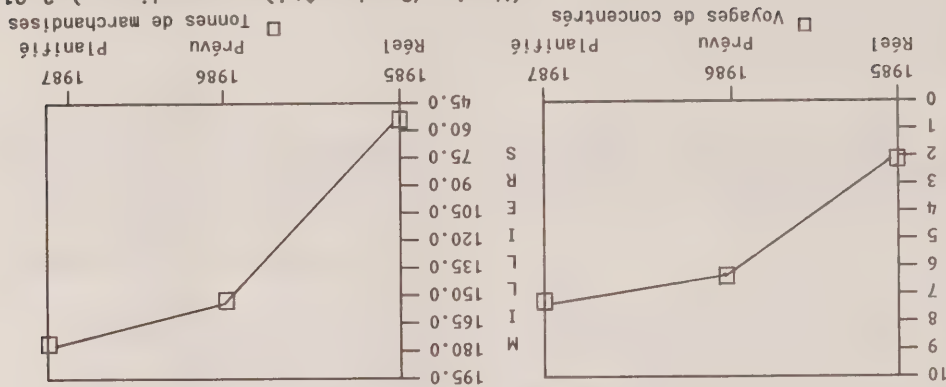 10
9
8
7
6
5
4
3
2
1
0
1985
Réel
1986
Prévu
1987
Planifié
□ Voyages de concentrés
M
I
L
L
I
E
R
S
195.0
180.0
165.0
150.0
135.0
120.0
105.0
90.0
75.0
60.0
45.0
1985
Réel
1986
Prévu
1987
Planifié
□ Tonnes de marchandises